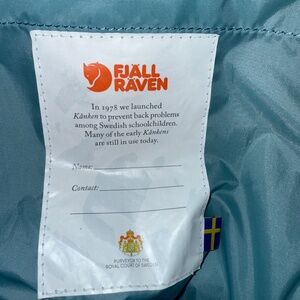 FJÄLL
RÄVEN
In 1978 we launched
Kånken to prevent back problems
among Swedish schoolchildren.
Many of the early Kånkens
are still in use today.
Name:
Contact:
PURVEYOR TO THE
ROYAL COURT OF SWEDEN